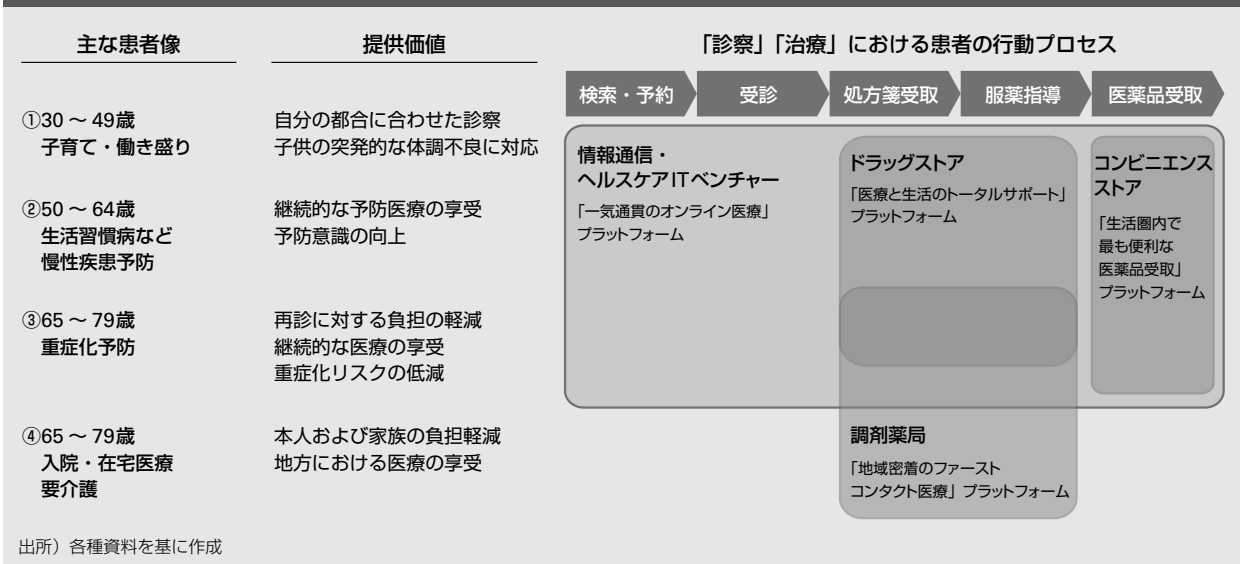 主な患者像
提供価値
「診察」「治療」における患者の行動プロセス
検索・予約
受診
処方箋受取
服薬指導
医薬品受取
①30～49歳
子育て・働き盛り
自分の都合に合わせた診察
子供の突発的な体調不良に対応
②50～64歳
生活習慣病など
慢性疾患予防
継続的な予防医療の享受
予防意識の向上
③65～79歳
重症化予防
再診に対する負担の軽減
継続的な医療の享受
重症化リスクの低減
④65～79歳
入院・在宅医療
要介護
本人および家族の負担軽減
地方における医療の享受
情報通信・
ヘルスケアITベンチャー
「一気通貫のオンライン医療」
プラットフォーム
ドラッグストア
「医療と生活のトータルサポート」
プラットフォーム
コンビニエンス
ストア
「生活圏内で
最も便利な
医薬品受取」
プラットフォーム
調剤薬局
「地域密着のファースト
コンタクト医療」プラットフォーム
出所）各種資料を基に作成